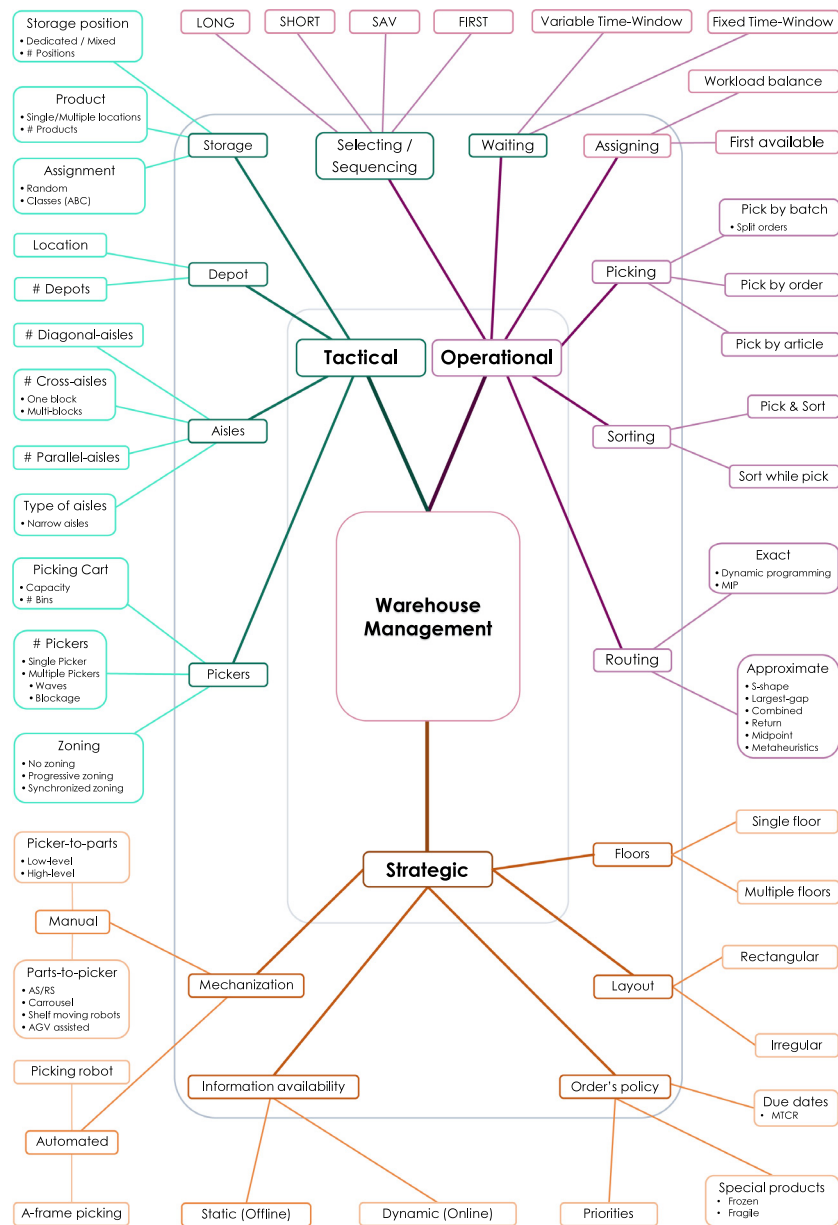 Storage position
• Dedicated / Mixed
• # Positions
LONG
SHORT
SAV
FIRST
Variable Time-Window
Fixed Time-Window
Workload balance
First available
Product
• Single/Multiple locations
• # Products
Storage
Selecting /
Sequencing
Waiting
Assigning
Assignment
• Random
• Classes (ABC)
Location
# Depots
Depot
Picking
Pick by batch
• Split orders
Pick by order
Pick by article
# Diagonal-aisles
Tactical
Operational
# Cross-aisles
• One block
• Multi-blocks
Aisles
# Parallel-aisles
Type of aisles
• Narrow aisles
Sorting
Pick & Sort
Sort while pick
Picking Cart
• Capacity
• # Bins
# Pickers
• Single Picker
• Multiple Pickers
• Waves
• Blockage
Pickers
Zoning
• No zoning
• Progressive zoning
• Synchronized zoning
Warehouse
Management
Routing
Exact
• Dynamic programming
• MIP
Approximate
• S-shape
• Largest-gap
• Combined
• Return
• Midpoint
• Metaheuristics
Strategic
Floors
Single floor
Multiple floors
Picker-to-parts
• Low-level
• High-level
Manual
Parts-to-picker
• AS/RS
• Carrousel
• Shelf moving robots
• AGV assisted
Mechanization
Layout
Rectangular
Irregular
Picking robot
Automated
A-frame picking
Information availability
Static (Offline)
Dynamic (Online)
Order's policy
Due dates
• MTCR
Priorities
Special products
• Frozen
• Fragile